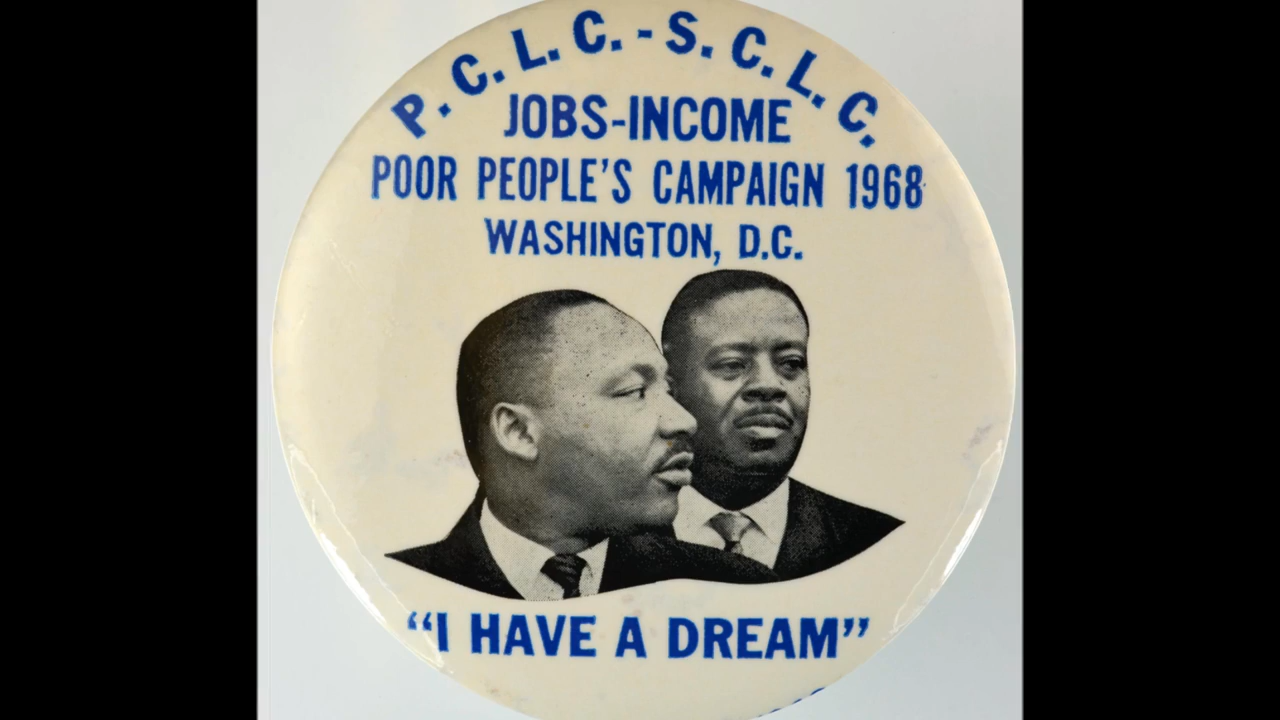 P.C.L.C.-S.C.L.C.
JOBS-INCOME
POOR PEOPLE'S CAMPAIGN 1968
WASHINGTON, D.C.
“I HAVE A DREAM”